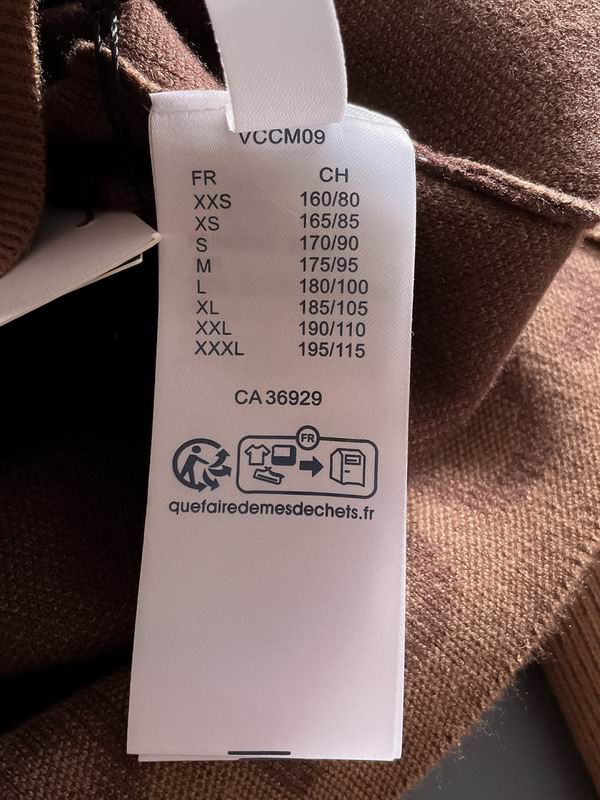 VCCM09
FR CH
XXS 160/80
XS 165/85
S 170/90
M 175/95
L 180/100
XL 185/105
XXL 190/110
XXXL 195/115
CA 36929
FR
quefairedemesdechets.fr